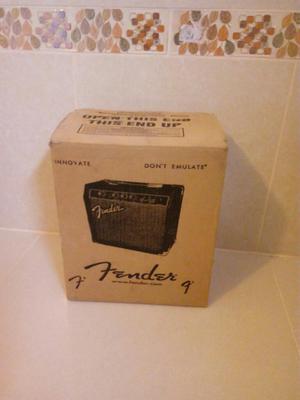 OPEN THIS END
THIS END UP
INNOVATE DON'T EMULATE®
Fender
Fender
www.fender.com